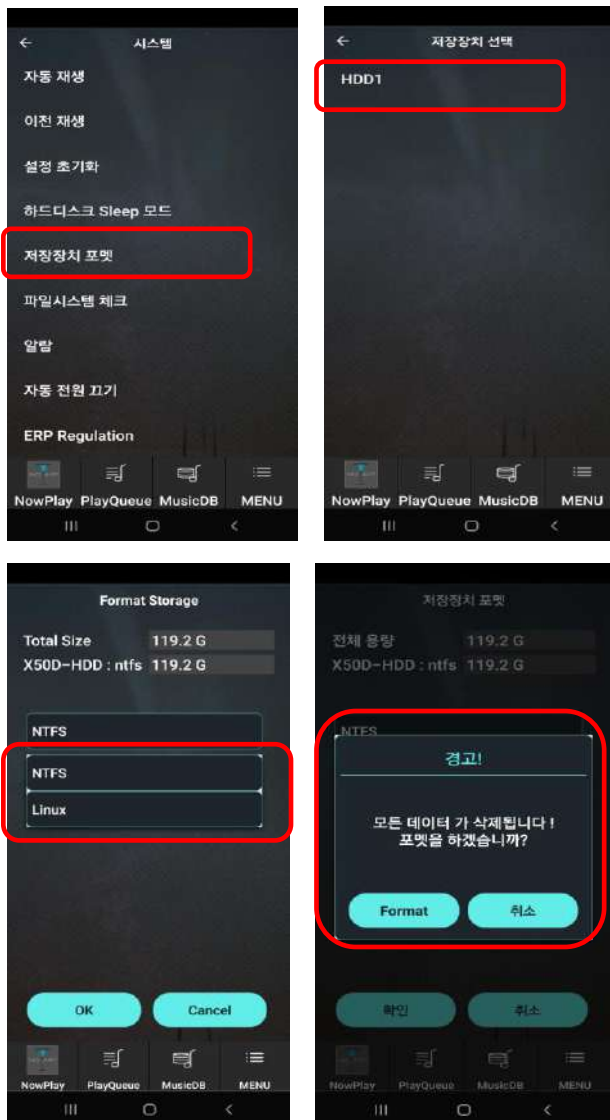 시스템
자동 재생
이전 재생
설정 초기화
하드디스크 Sleep 모드
저장장치 포멧
파일시스템 체크
알람
자동 전원 끄기
ERP Regulation
NowPlay PlayQueue MusicDB MENU
저장장치 선택
HDD1
NowPlay PlayQueue MusicDB MENU
Format Storage
Total Size 119.2 G
X50D-HDD : ntfs 119.2 G
NTFS
NTFS
Linux
OK Cancel
NowPlay PlayQueue MusicDB MENU
저장장치 포멧
전체 용량 119.2 G
X50D-HDD : ntfs 119.2 G
NTFS
경고!
모든 데이터 가 삭제됩니다 !
포멧을 하겠습니까?
Format 취소
확인 취소
NowPlay PlayQueue MusicDB MENU